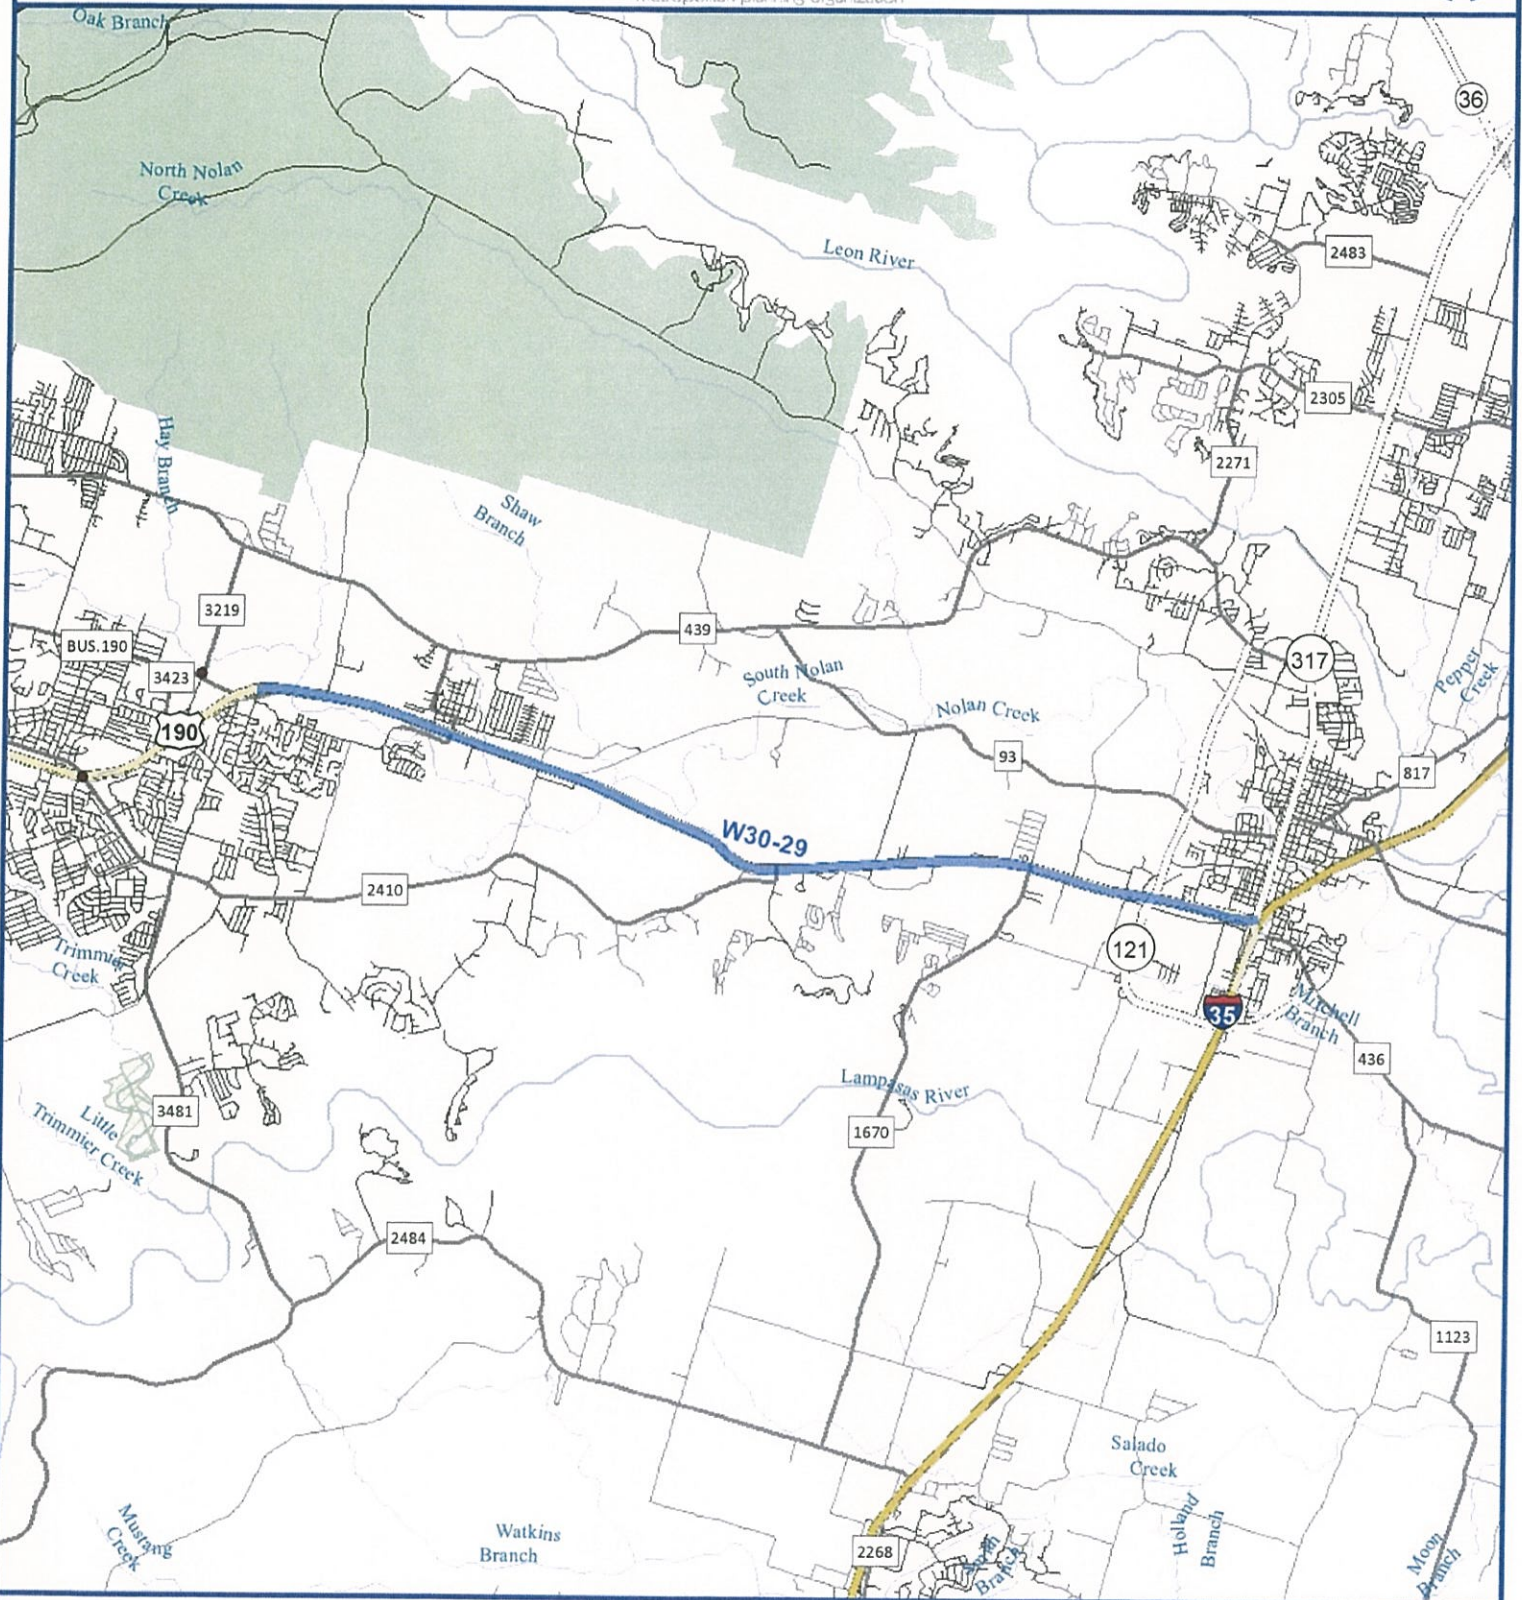 Oak Branch
36
North Nolan
Creek
Leon River
2483
2305
Hay Branch
2271
Shaw
Branch
3219
439
BUS.190
317
3423
South Nolan
Creek
Pepper
Creek
Nolan Creek
190
93
817
W30-29
2410
121
Trimmier
Creek
35
Mitchell
Branch
436
Lampasas River
3481
Little
Trimmier Creek
1670
2484
1123
Salado
Creek
Mustang
Creek
Watkins
Branch
Holland
Branch
2268
Branch
Moon
Branch